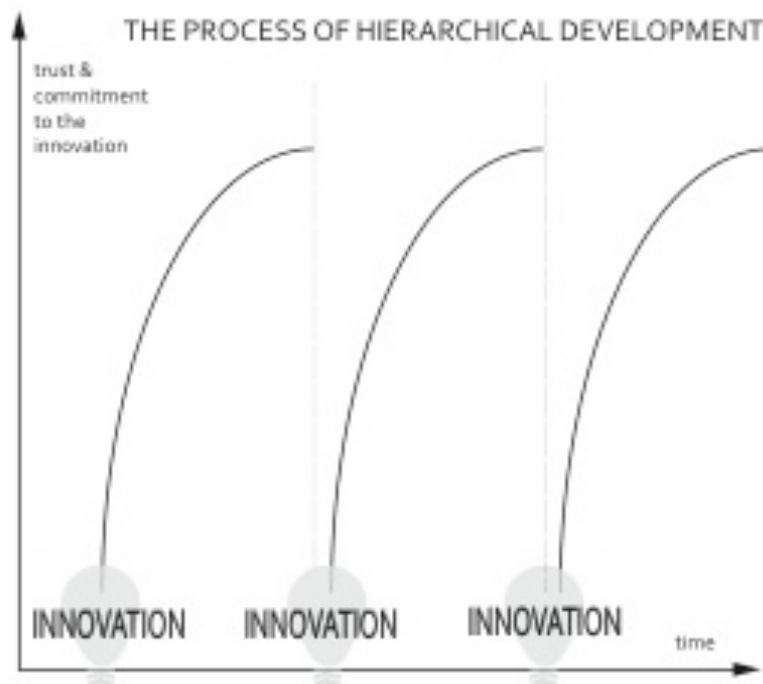 THE PROCESS OF HIERARCHICAL DEVELOPMENT
trust &
commitment
to the
innovation
INNOVATION
INNOVATION
INNOVATION
time